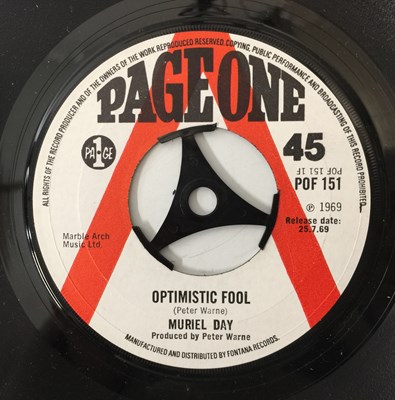 ALL RIGHTS OF THE RECORD PRODUCER AND OF THE OWNERS OF THE WORK REPRODUCED RESERVED. COPYING, PUBLIC PERFORMANCE AND BROADCASTING OF THIS RECORD PROHIBITED.
PAGE ONE
PAGE
1
45
POF 151 1F
POF 151
℗ 1969
Release date:
25.7.69
Marble Arch
Music Ltd.
OPTIMISTIC FOOL
(Peter Warne)
MURIEL DAY
Produced by Peter Warne
MANUFACTURED AND DISTRIBUTED BY FONTANA RECORDS.